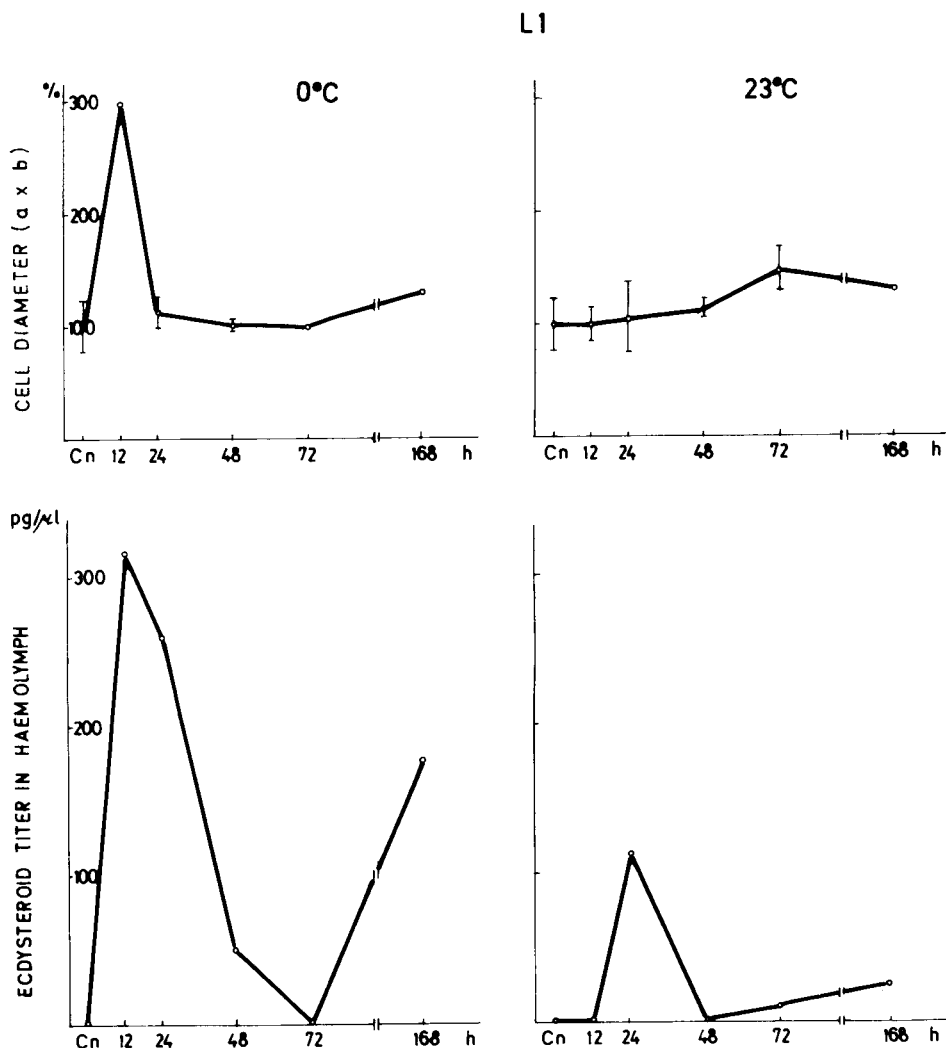 L1
0°C
23°C
%
300
200
100
CELL DIAMETER (a x b)
Cn 12 24 48 72 168 h
Cn 12 24 48 72 168 h
pg/µl
300
200
100
ECDYSTEROID TITER IN HAEMOLYMPH
Cn 12 24 48 72 168 h
Cn 12 24 48 72 168 h